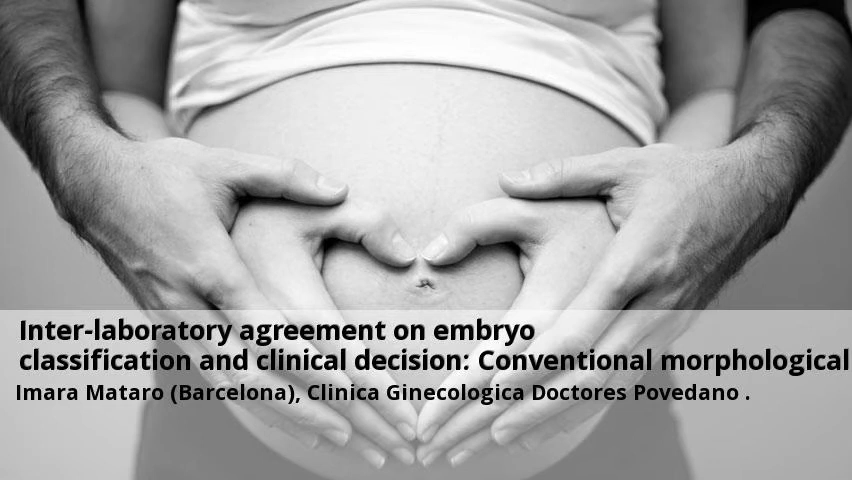 Inter-laboratory agreement on embryo
classification and clinical decision: Conventional morphological
Imara Mataro (Barcelona), Clinica Ginecologica Doctores Povedano .